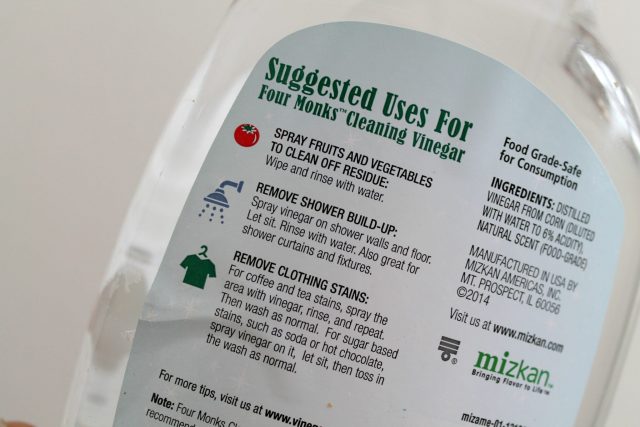 Suggested Uses For
Four Monks™ Cleaning Vinegar
SPRAY FRUITS AND VEGETABLES
TO CLEAN OFF RESIDUE:
Wipe and rinse with water.
REMOVE SHOWER BUILD-UP:
Spray vinegar on shower walls and floor.
Let sit. Rinse with water. Also great for
shower curtains and fixtures.
REMOVE CLOTHING STAINS:
For coffee and tea stains, spray the
area with vinegar, rinse, and repeat.
Then wash as normal. For sugar based
stains, such as soda or hot chocolate,
spray vinegar on it, let sit, then toss in
the wash as normal.
For more tips, visit us at www.vine
Note: Four Monks C
recommen
Food Grade-Safe
for Consumption
INGREDIENTS: DISTILLED
VINEGAR FROM CORN (DILUTED
WITH WATER TO 6% ACIDITY),
NATURAL SCENT (FOOD-GRADE)
MANUFACTURED IN USA BY
MIZKAN AMERICAS, INC.
MT. PROSPECT, IL 60056
©2014
Visit us at www.mizkan.com
mizkan™
Bringing Flavor to Life™
mizame-01-